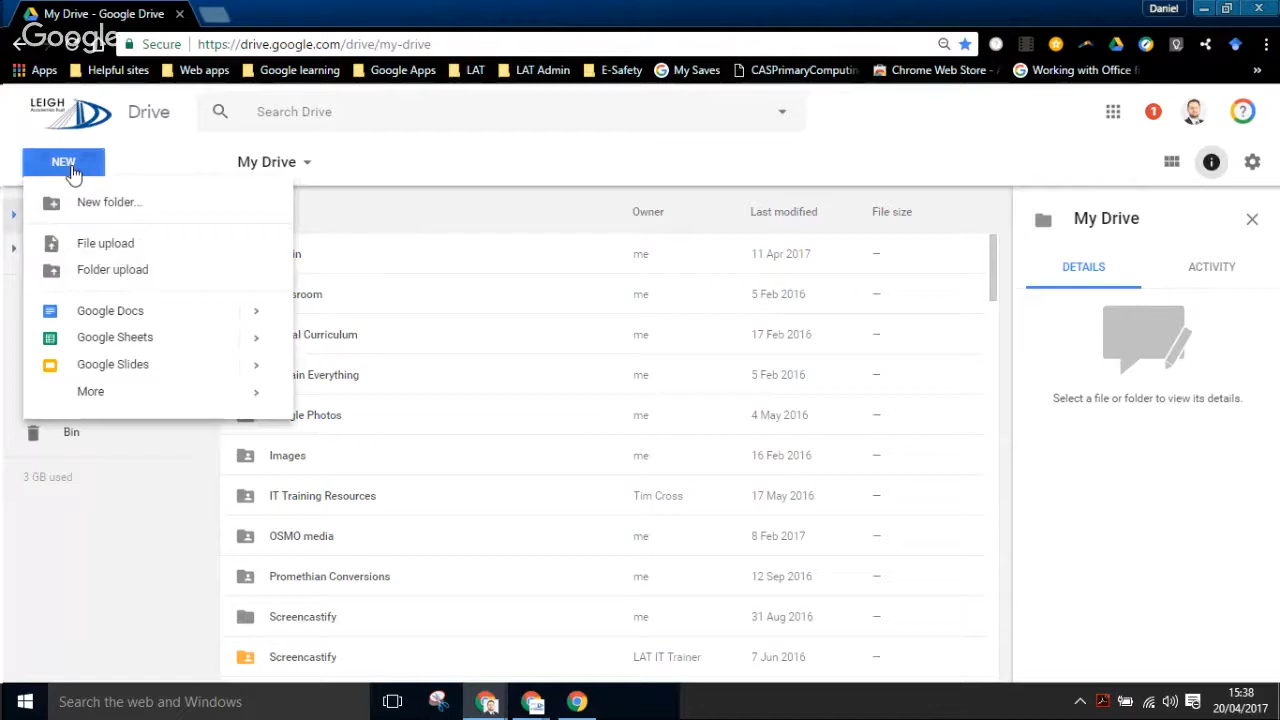 My Drive - Google Drive
Daniel
Google
Secure
https://drive.google.com/drive/my-drive
Apps
Helpful sites
Web apps
Google learning
Google Apps
LAT
LAT Admin
E-Safety
My Saves
CASPrimaryComputin
Chrome Web Store -
Working with Office fi
LEIGH
Academies Trust
Drive
Search Drive
1
?
NEW
My Drive
New folder...
File upload
Folder upload
Google Docs
Google Sheets
Google Slides
More
Bin
3 GB used
Owner Last modified File size
in me 11 Apr 2017 —
sroom me 5 Feb 2016 —
al Curriculum me 17 Feb 2016 —
ain Everything me 5 Feb 2016 —
gle Photos me 4 May 2016 —
Images me 16 Feb 2016 —
IT Training Resources Tim Cross 17 May 2016 —
OSMO media me 8 Feb 2017 —
Promethian Conversions me 12 Sep 2016 —
Screencastify me 31 Aug 2016 —
Screencastify LAT IT Trainer 7 Jun 2016 —
My Drive
DETAILS
ACTIVITY
Select a file or folder to view its details.
Search the web and Windows
15:38
20/04/2017